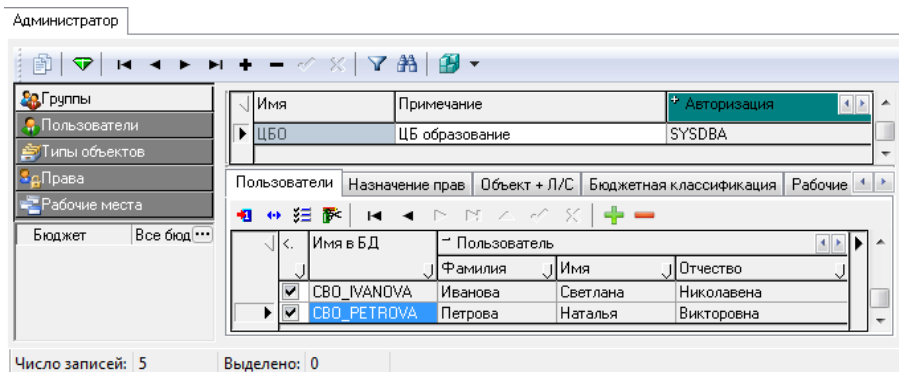 Администратор
Группы
Пользователи
Типы объектов
Права
Рабочие места
Бюджет Все бюд...
Имя Примечание Авторизация
ЦБО ЦБ образование SYSDBA
Пользователи Назначение прав Объект + Л/С Бюджетная классификация Рабочие
<. Имя в БД Пользователь
Фамилия Имя Отчество
CBO_IVANOVA Иванова Светлана Николавена
CBO_PETROVA Петрова Наталья Викторовна
Число записей: 5 Выделено: 0